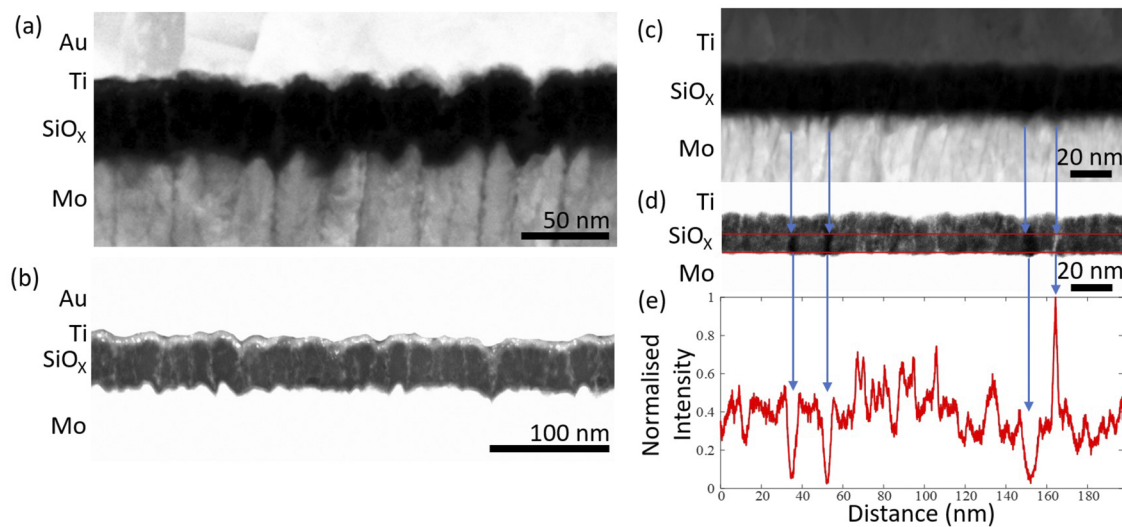 (a)
Au
Ti
SiOX
Mo
50 nm
(b)
Au
Ti
SiOX
Mo
100 nm
(c)
Ti
SiOX
Mo
20 nm
(d)
Ti
SiOX
Mo
20 nm
(e)
Normalised
Intensity
1
0.8
0.6
0.4
0.2
0
0 20 40 60 80 100 120 140 160 180
Distance (nm)